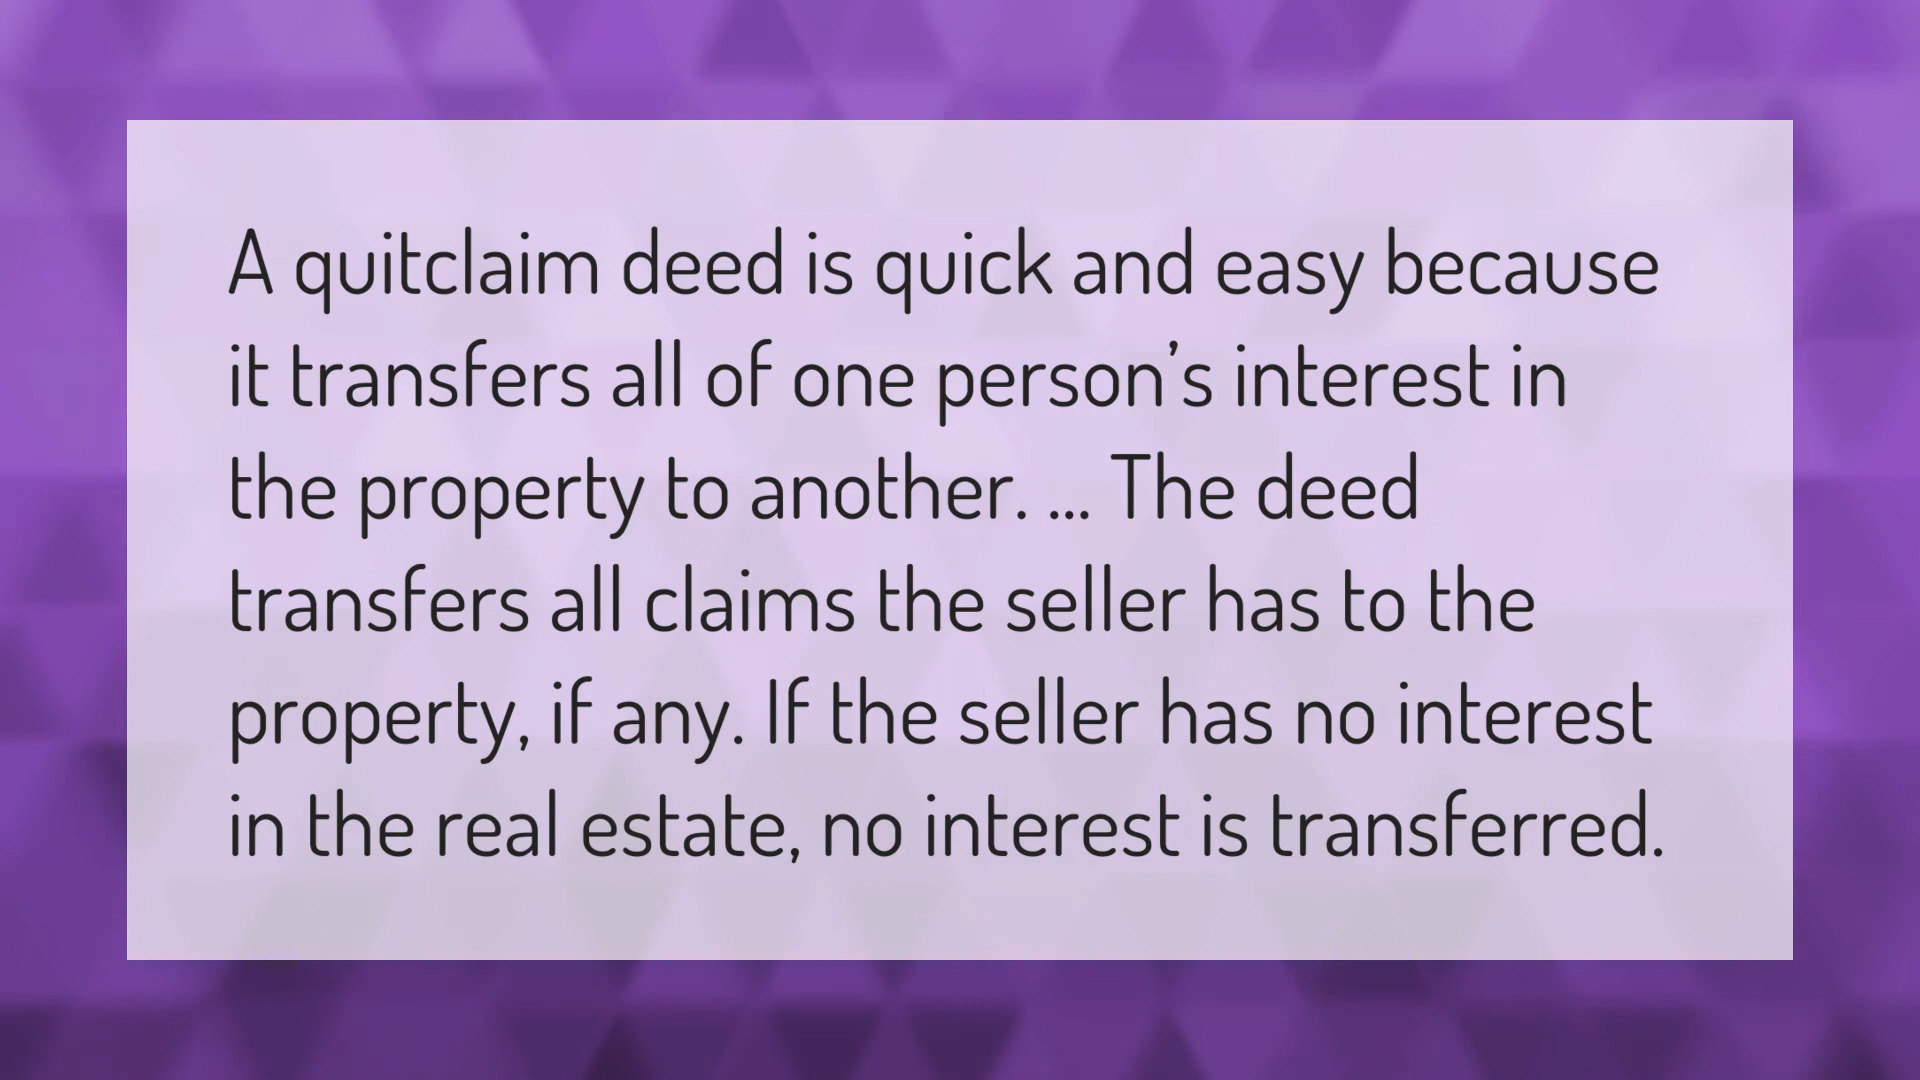 A quitclaim deed is quick and easy because
it transfers all of one person’s interest in
the property to another. ... The deed
transfers all claims the seller has to the
property, if any. If the seller has no interest
in the real estate, no interest is transferred.